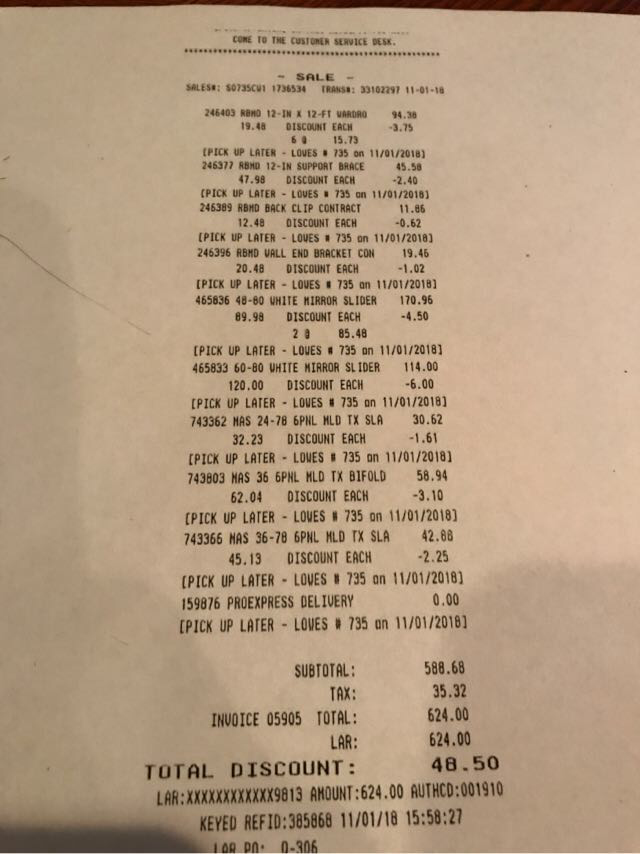 COME TO THE CUSTOMER SERVICE DESK.
- SALE -
SALES#: S0735CW1 1736534 TRANS#: 33102297 11-01-18
246403 RBMD 12-IN X 12-FT WARDRO 94.38
19.48 DISCOUNT EACH -3.75
6 @ 15.73
[PICK UP LATER - LOWES # 735 on 11/01/2018]
246377 RBMD 12-IN SUPPORT BRACE 45.58
47.98 DISCOUNT EACH -2.40
[PICK UP LATER - LOWES # 735 on 11/01/2018]
246389 RBMD BACK CLIP CONTRACT 11.86
12.48 DISCOUNT EACH -0.62
[PICK UP LATER - LOWES # 735 on 11/01/2018]
246396 RBMD WALL END BRACKET CON 19.46
20.48 DISCOUNT EACH -1.02
[PICK UP LATER - LOWES # 735 on 11/01/2018]
465836 48-80 WHITE MIRROR SLIDER 170.96
89.98 DISCOUNT EACH -4.50
2 @ 85.48
[PICK UP LATER - LOWES # 735 on 11/01/2018]
465833 60-80 WHITE MIRROR SLIDER 114.00
120.00 DISCOUNT EACH -6.00
[PICK UP LATER - LOWES # 735 on 11/01/2018]
743362 MAS 24-78 6PNL MLD TX SLA 30.62
32.23 DISCOUNT EACH -1.61
[PICK UP LATER - LOWES # 735 on 11/01/2018]
743803 MAS 36 6PNL MLD TX BIFOLD 58.94
62.04 DISCOUNT EACH -3.10
[PICK UP LATER - LOWES # 735 on 11/01/2018]
743366 MAS 36-78 6PNL MLD TX SLA 42.88
45.13 DISCOUNT EACH -2.25
[PICK UP LATER - LOWES # 735 on 11/01/2018]
159876 PROEXPRESS DELIVERY 0.00
[PICK UP LATER - LOWES # 735 on 11/01/2018]
SUBTOTAL: 588.68
TAX: 35.32
INVOICE 05905 TOTAL: 624.00
LAR: 624.00
TOTAL DISCOUNT: 48.50
LAR:XXXXXXXXXXXX9813 AMOUNT:624.00 AUTHCD:001910
KEYED REFID:385868 11/01/18 15:58:27
LAR PO: 0-306